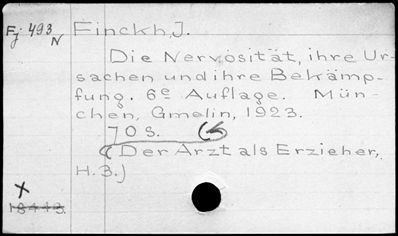 Fj 493 N Finckh, J.
Die Nervosität, ihre Ur-
sachen und ihre Bekämp-
fung. 6e Auflage. Mün-
chen, Gmelin, 1923.
70 s.
(Der Arzt als Erzieher,
H. 3.)
x
18443.